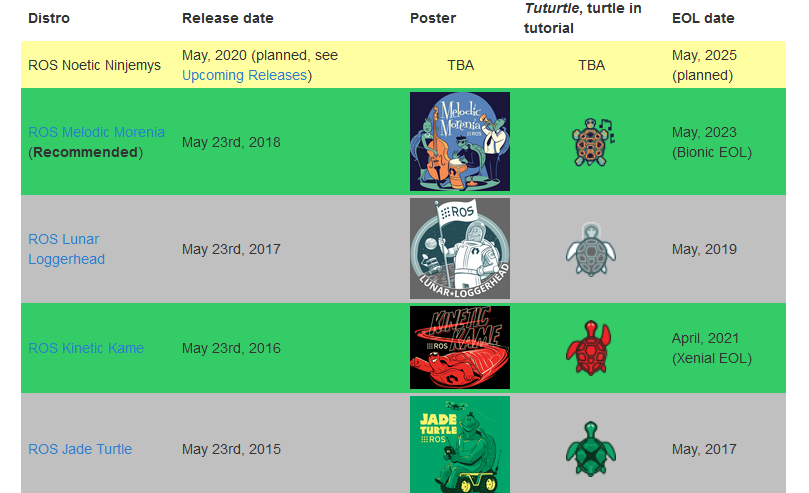 Distro Release date Poster Tuturtle, turtle in tutorial EOL date
ROS Noetic Ninjemys May, 2020 (planned, see Upcoming Releases) TBA TBA May, 2025 (planned)
ROS Melodic Morenia (Recommended) May 23rd, 2018 Melodic Morenia ROS May, 2023 (Bionic EOL)
ROS Lunar Loggerhead May 23rd, 2017 ROS LUNAR LOGGERHEAD May, 2019
ROS Kinetic Kame May 23rd, 2016 KINETIC KAME ROS April, 2021 (Xenial EOL)
ROS Jade Turtle May 23rd, 2015 JADE TURTLE ROS May, 2017